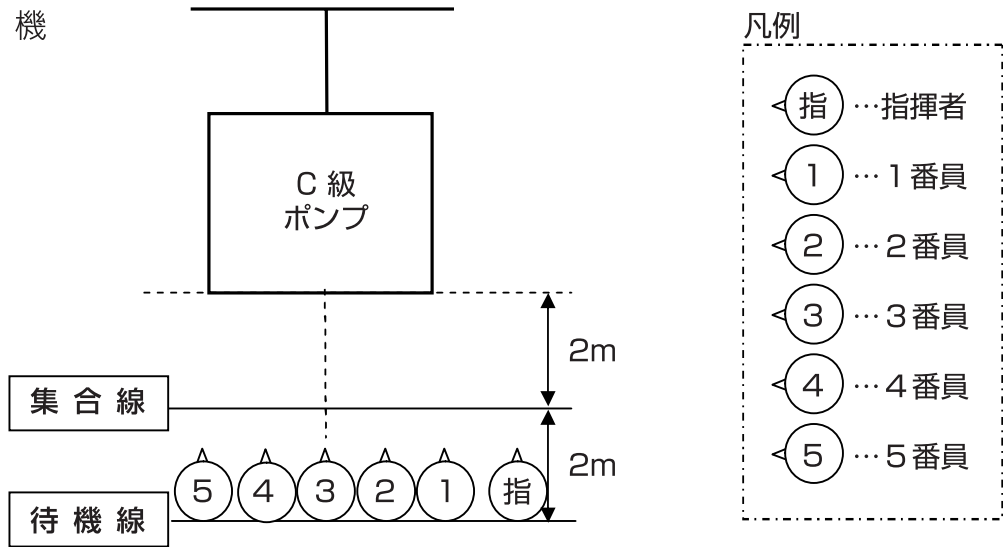 機
C 級
ポンプ
2m
集 合 線
2m
5 4 3 2 1 指
待 機 線
凡例
指 …指揮者
1 …1番員
2 …2番員
3 …3番員
4 …4番員
5 …5番員